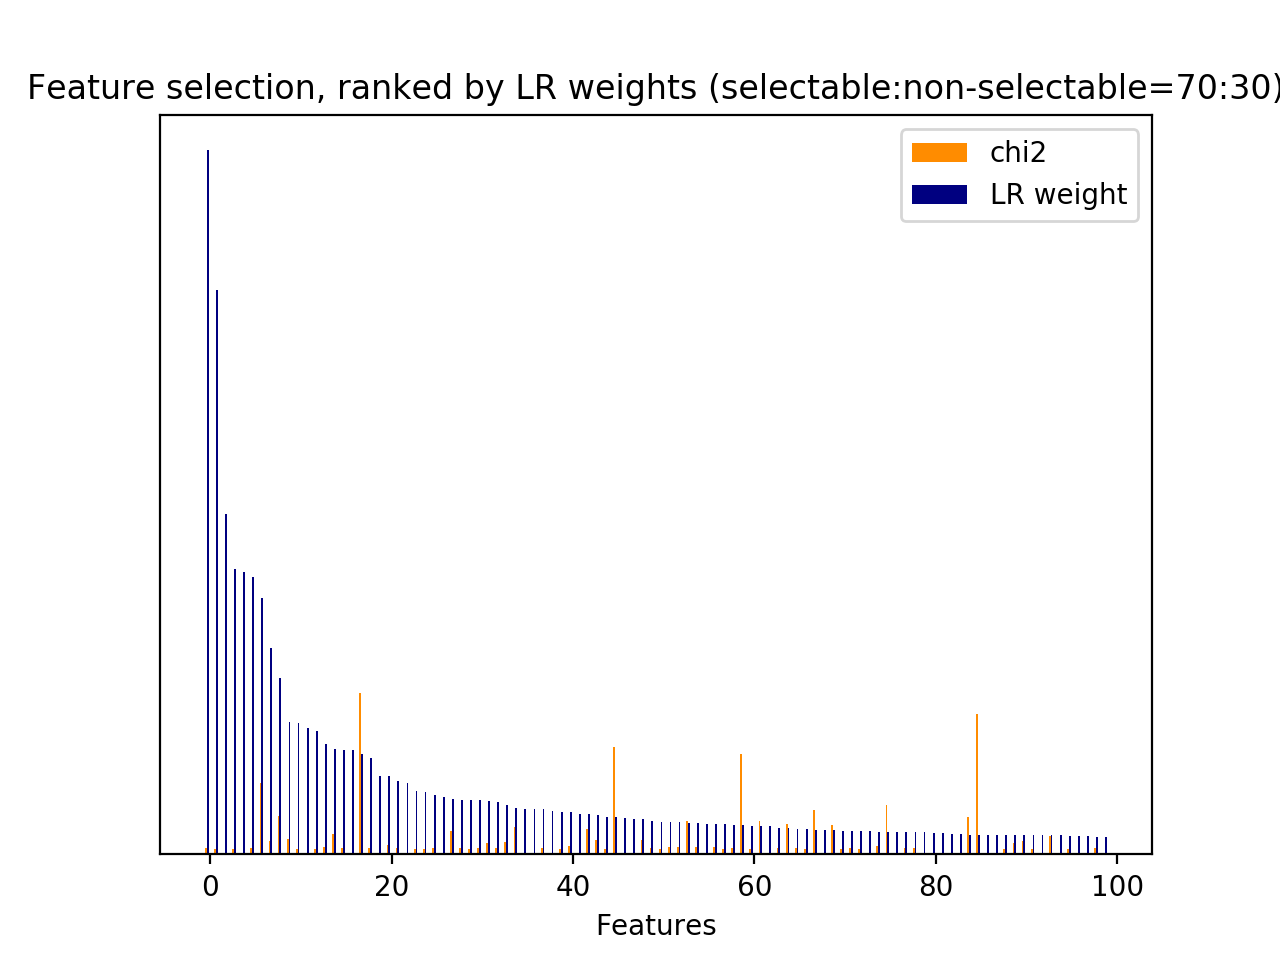 Feature selection, ranked by LR weights (selectable:non-selectable=70:30)
chi2
LR weight
0 20 40 60 80 100
Features